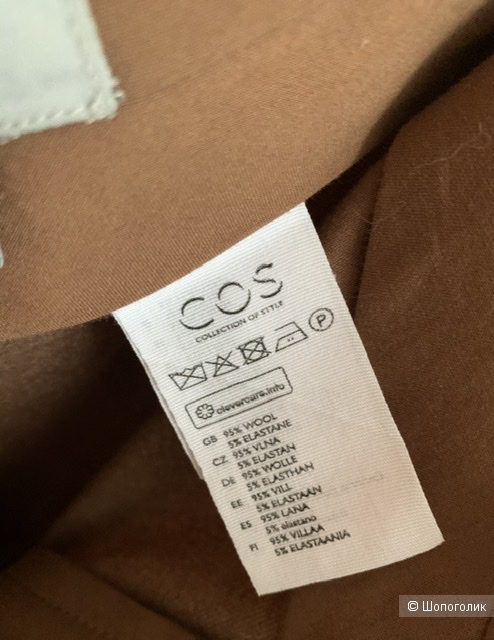 COS
COLLECTION OF STYLE
P
clevercare.info
GB 95% WOOL
5% ELASTANE
CZ 95% VLNA
5% ELASTAN
DE 95% WOLLE
5% ELASTHAN
EE 95% VILL
5% ELASTAAN
ES 95% LANA
5% elastano
FI 95% VILLAA
5% ELASTAANIA
© Шопоголик